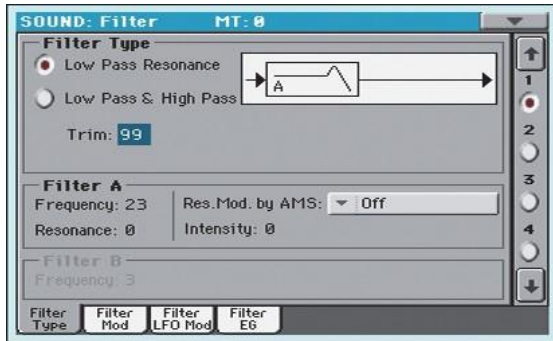 SOUND: Filter MT: 0
Filter Type
Low Pass Resonance
A
Low Pass & High Pass
Trim: 99
1
2
3
4
Filter A
Frequency: 23 Res.Mod. by AMS: Off
Resonance: 0 Intensity: 0
Filter B
Frequency: 3
Filter Type Filter Mod Filter LFO Mod Filter EG